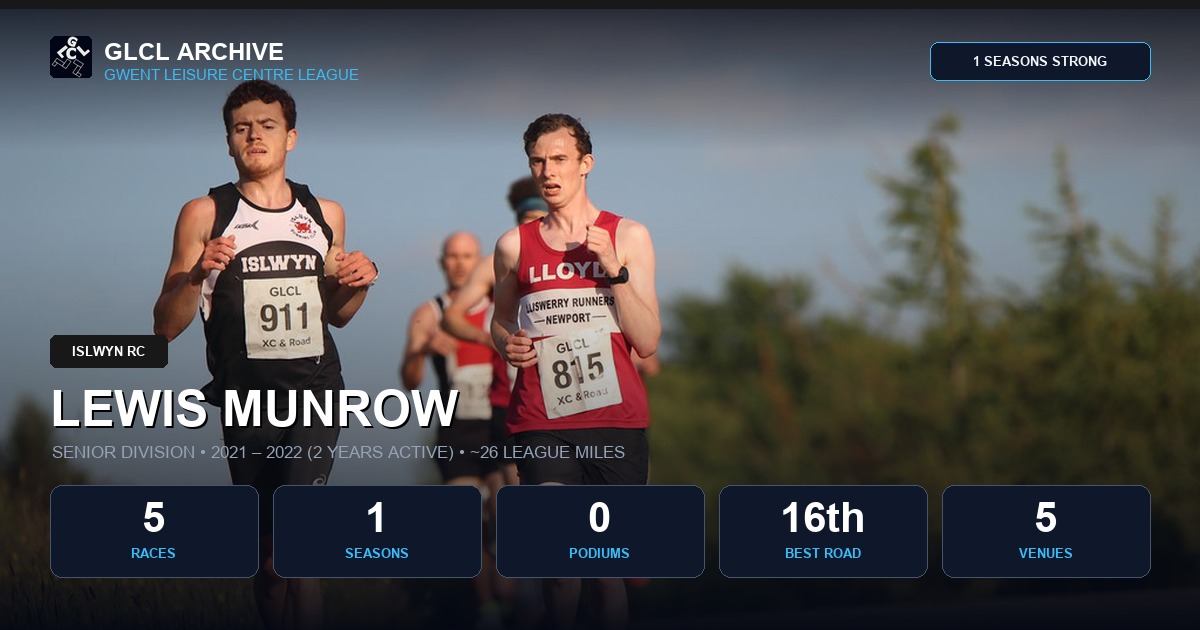 GLCL ARCHIVE
GWENT LEISURE CENTRE LEAGUE
1 SEASONS STRONG
ISLWYN
GLCL
911
XC & Road
LLOYD
LLISWERRY RUNNERS
NEWPORT
GLCL
815
XC & Road
ISLWYN RC
LEWIS MUNROW
SENIOR DIVISION • 2021 – 2022 (2 YEARS ACTIVE) • ~26 LEAGUE MILES
5
RACES
1
SEASONS
0
PODIUMS
16th
BEST ROAD
5
VENUES